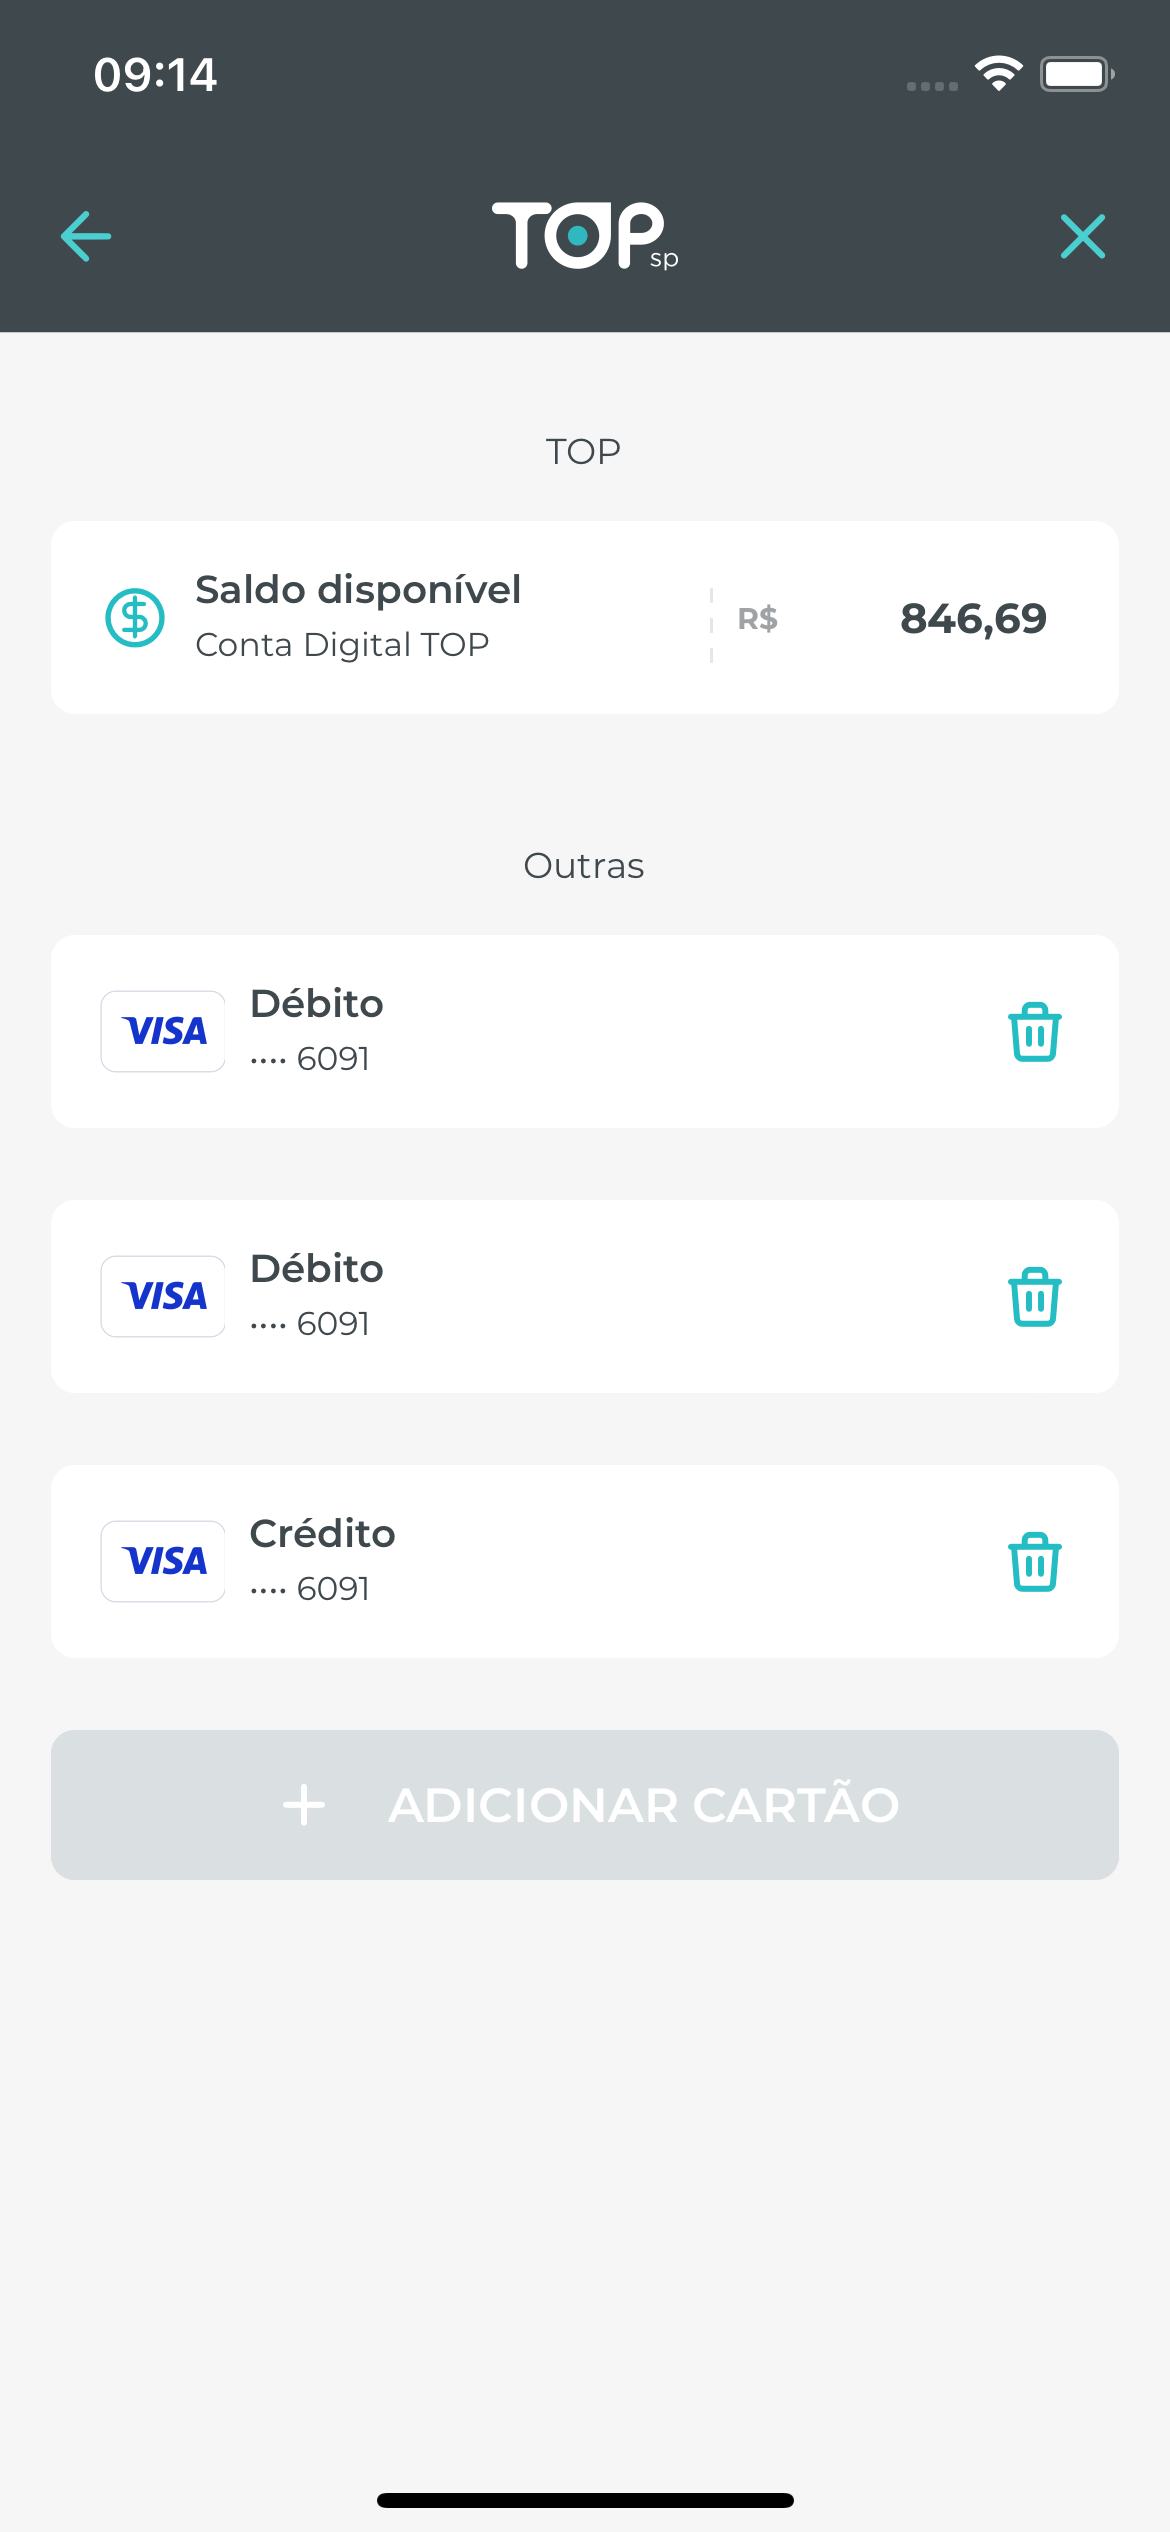 09:14
TOP
sp
TOP
Saldo disponível
Conta Digital TOP
R$ 846,69
Outras
VISA
Débito
•••• 6091
VISA
Débito
•••• 6091
VISA
Crédito
•••• 6091
+ ADICIONAR CARTÃO